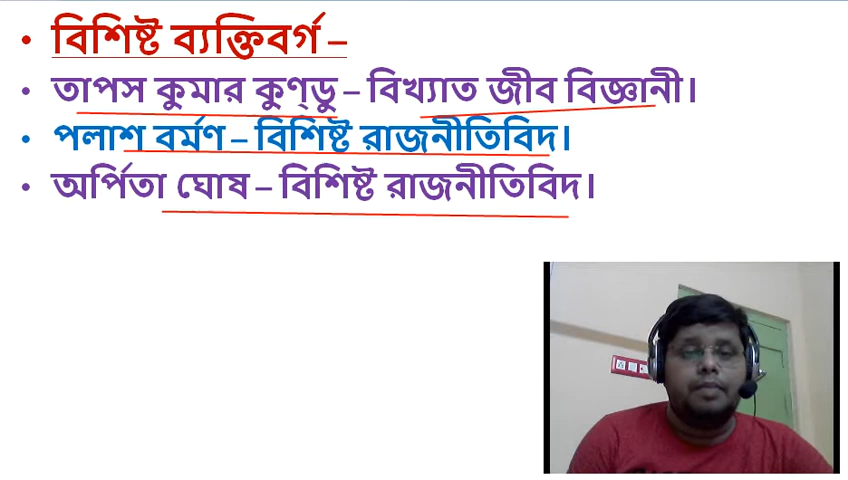 • বিশিষ্ট ব্যক্তিবর্গ –
• তাপস কুমার কুণ্ডু – বিখ্যাত জীব বিজ্ঞানী।
• পলাশ বর্মণ – বিশিষ্ট রাজনীতিবিদ।
• অর্পিতা ঘোষ – বিশিষ্ট রাজনীতিবিদ।